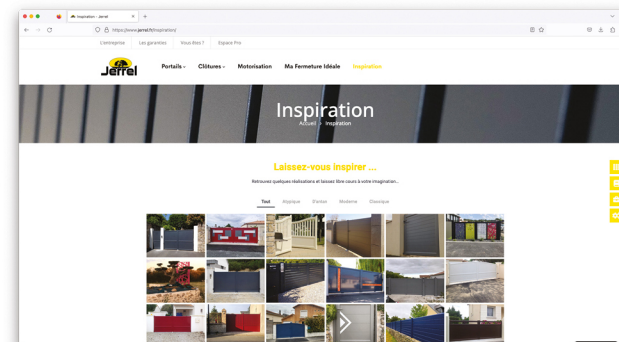 Inspiration - Jerrel
https://www.jerrel.fr/inspiration/
L'entreprise Les garanties Vous êtes ? Espace Pro
Jerrel
Portails Clôtures Motorisation Ma Fermeture Idéale Inspiration
Inspiration
Accueil > Inspiration
Laissez-vous inspirer ...
Retrouvez quelques réalisations et laissez libre cours à votre imagination...
Tout Atypique D'antan Moderne Classique